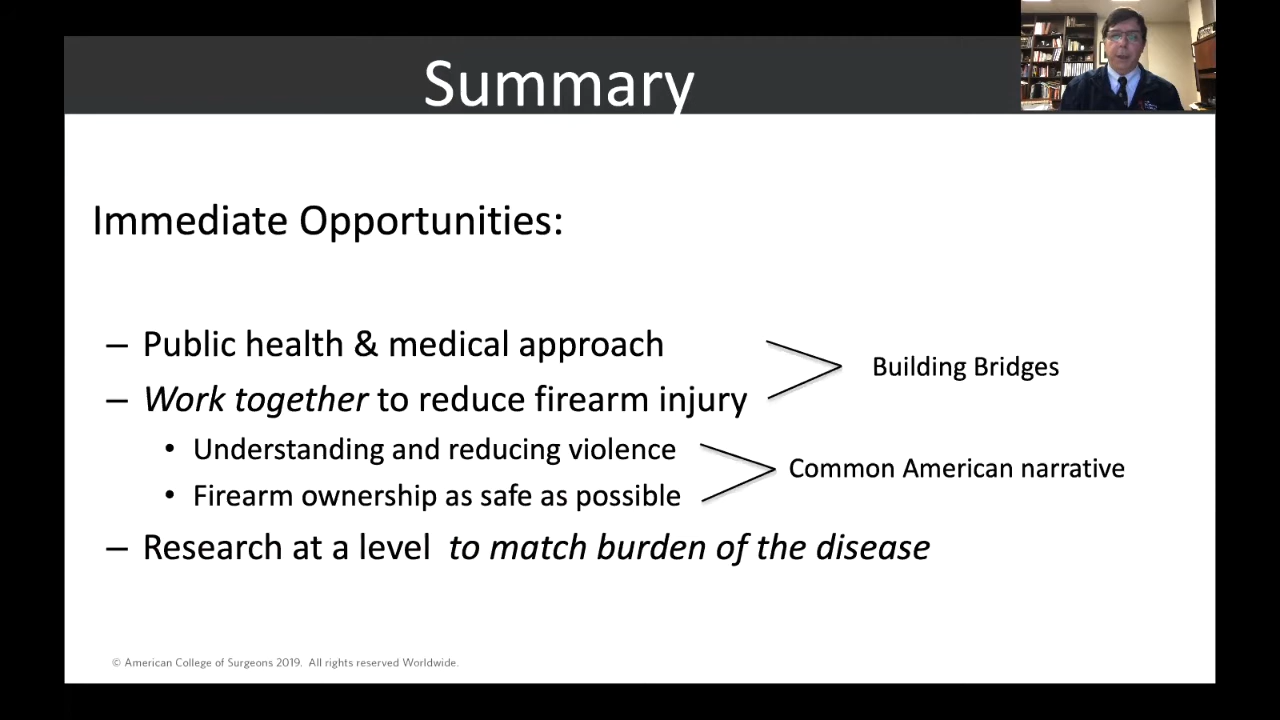 Summary
Immediate Opportunities:
– Public health & medical approach
– Work together to reduce firearm injury
Building Bridges
• Understanding and reducing violence
• Firearm ownership as safe as possible
Common American narrative
– Research at a level to match burden of the disease
© American College of Surgeons 2019. All rights reserved Worldwide.